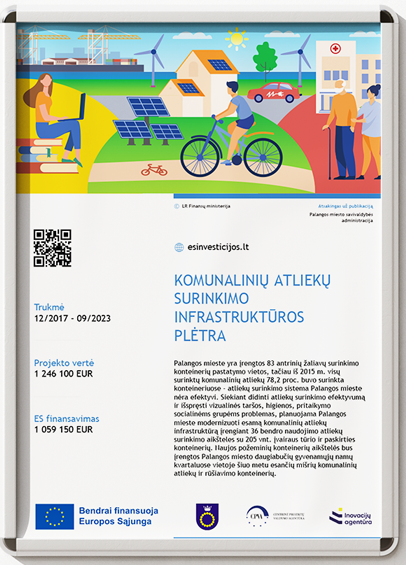 © LR Finansų ministerija
Atsakingas už publikaciją
Palangos miesto savivaldybės
administracija
esinvesticijos.lt
KOMUNALINIŲ ATLIEKŲ
SURINKIMO
INFRASTRUKTŪROS
PLĖTRA
Trukmė
12/2017 - 09/2023
Projekto vertė
1 246 100 EUR
ES finansavimas
1 059 150 EUR
Palangos mieste yra įrengtos 83 antrinių žaliavų surinkimo
konteinerių pastatymo vietos, tačiau iš 2015 m. visų
surinktų komunalinių atliekų 78,2 proc. buvo surinkta
konteineriuose - atliekų surinkimo sistema Palangos mieste
nėra efektyvi. Siekiant didinti atliekų surinkimo efektyvumą
ir išspręsti vizualinės taršos, higienos, pritaikymo
socialinėms grupėms problemas, planuojama Palangos
mieste modernizuoti esamą komunalinių atliekų
infrastruktūrą įrengiant 36 bendro naudojimo atliekų
surinkimo aikšteles su 205 vnt. įvairaus tūrio ir paskirties
konteinerių. Naujos požeminių konteinerių aikštelės bus
įrengtos Palangos miesto daugiabučių gyvenamųjų namų
kvartaluose vietoje šiuo metu esančių mišrių komunalinių
atliekų ir rūšiavimo konteinerių.
Bendrai finansuoja
Europos Sąjunga
CPVA
Inovacijų
agentūra